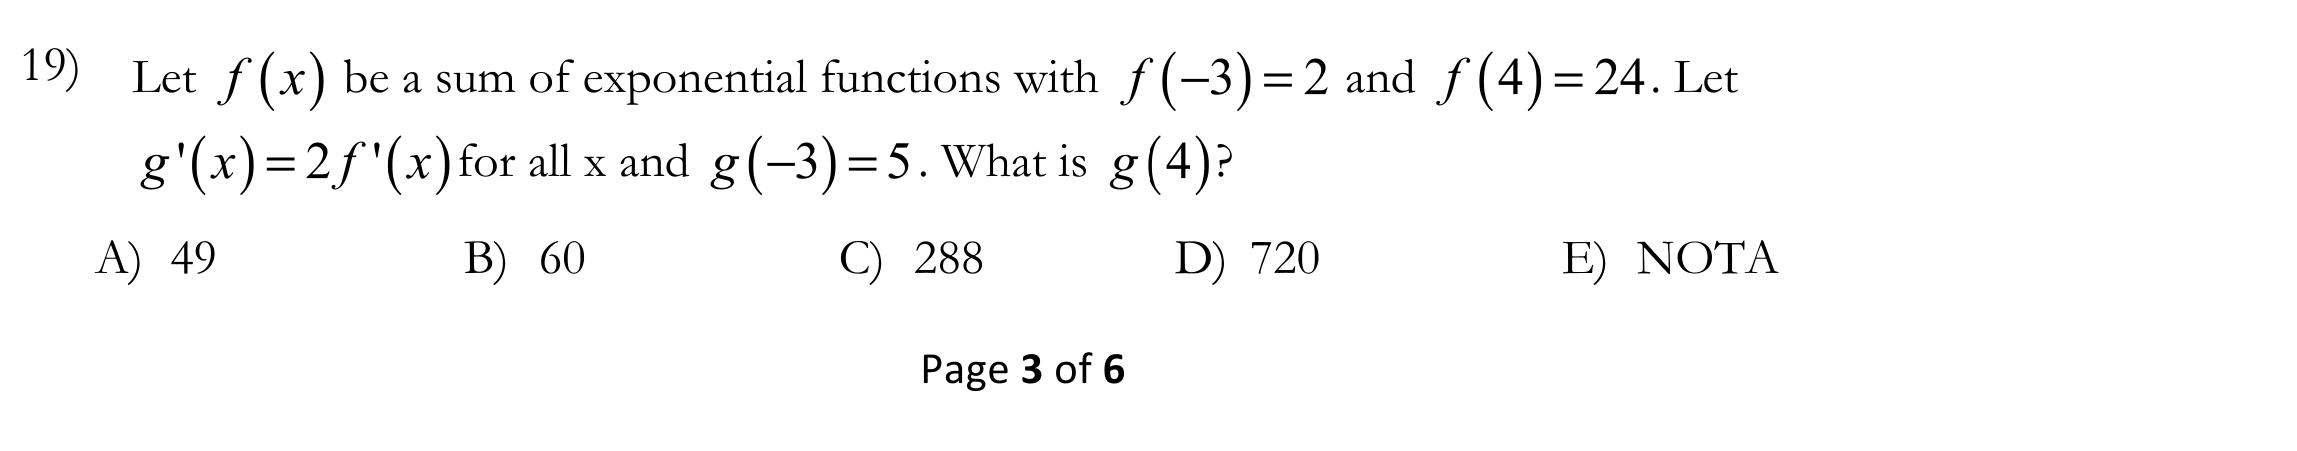 19) Let f(x) be a sum of exponential functions with f(−3)=2 and f(4)=24. Let
g'(x)=2f'(x) for all x and g(−3)=5. What is g(4)?
A) 49 B) 60 C) 288 D) 720 E) NOTA
Page 3 of 6